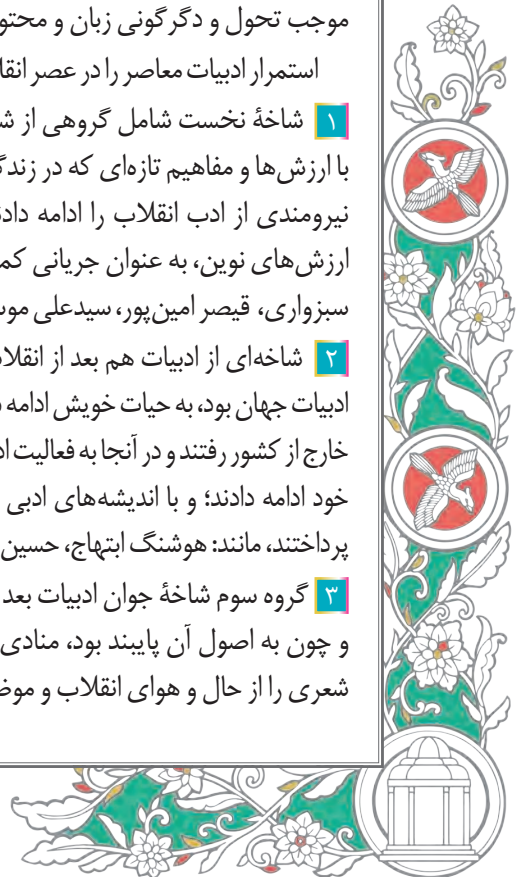 موجب تحول و دگرگونی زبان و محتو
استمرار ادبیات معاصر را در عصر انقلا
۱ شاخهٔ نخست شامل گروهی از ش
با ارزش‌ها و مفاهیم تازه‌ای که در زندگ
نیرومندی از ادب انقلاب را ادامه دادن
ارزش‌های نوین، به عنوان جریانی کم
سبزواری، قیصر امین‌پور، سیدعلی موس
۲ شاخه‌ای از ادبیات هم بعد از انقلا
ادبیات جهان بود، به حیات خویش ادامه د
خارج از کشور رفتند و در آنجا به فعالیت اد
خود ادامه دادند؛ و با اندیشه‌های ادبی
پرداختند، مانند: هوشنگ ابتهاج، حسین
۳ گروه سوم شاخهٔ جوان ادبیات بعد
و چون به اصول آن پایبند بود، منادی
شعری را از حال و هوای انقلاب و موض